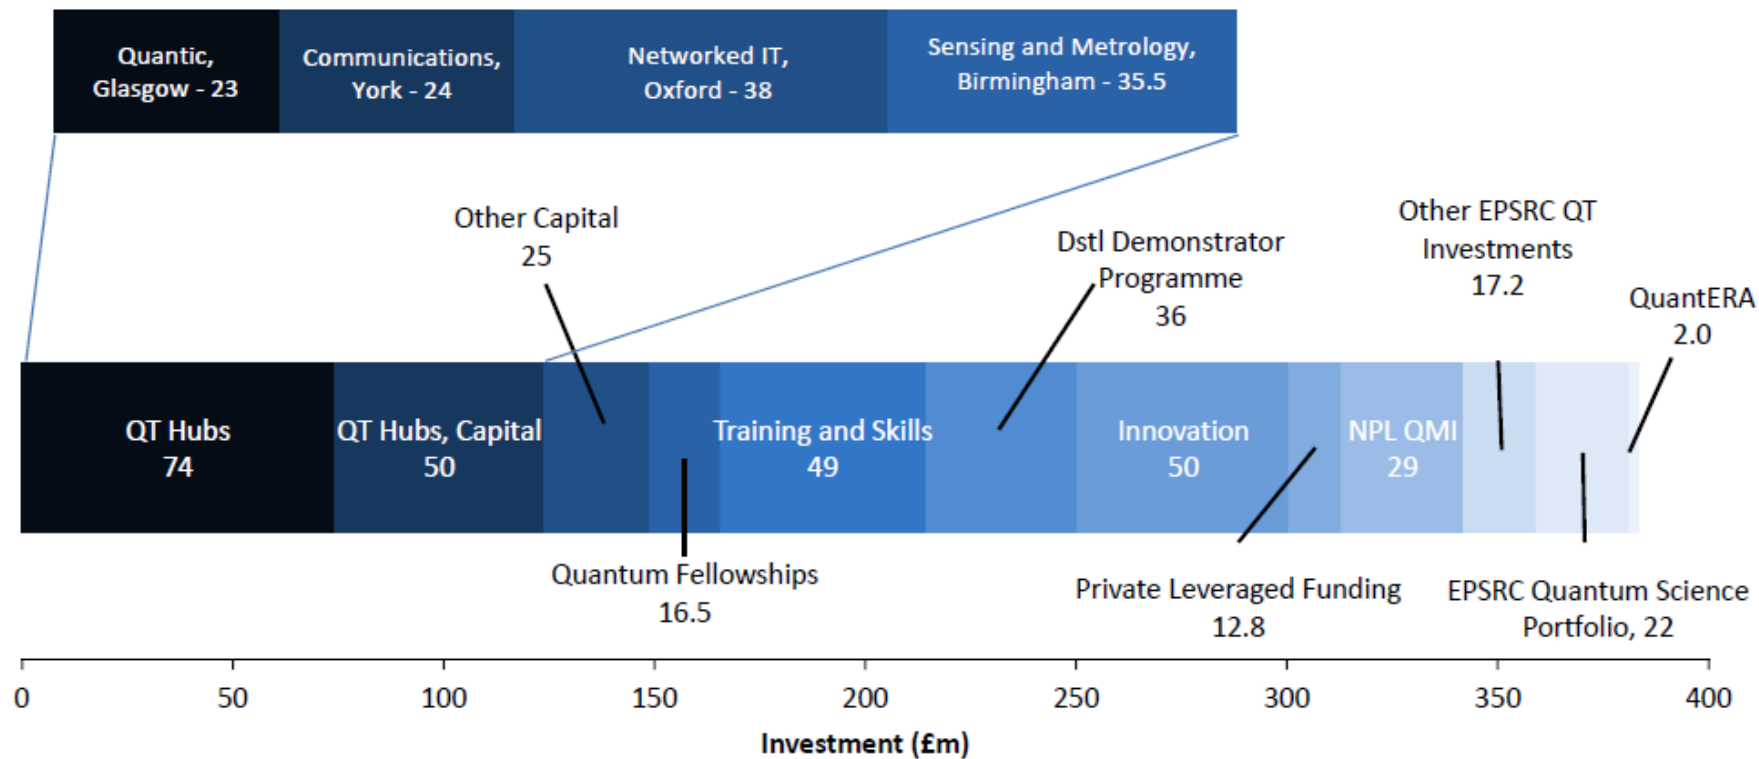 Quantic,
Glasgow - 23
Communications,
York - 24
Networked IT,
Oxford - 38
Sensing and Metrology,
Birmingham - 35.5
Other Capital
25
Dstl Demonstrator
Programme
36
Other EPSRC QT
Investments
17.2
QuantERA
2.0
QT Hubs
74
QT Hubs, Capital
50
Training and Skills
49
Innovation
50
NPL QMI
29
Quantum Fellowships
16.5
Private Leveraged Funding
12.8
EPSRC Quantum Science
Portfolio, 22
0 50 100 150 200 250 300 350 400
Investment (£m)